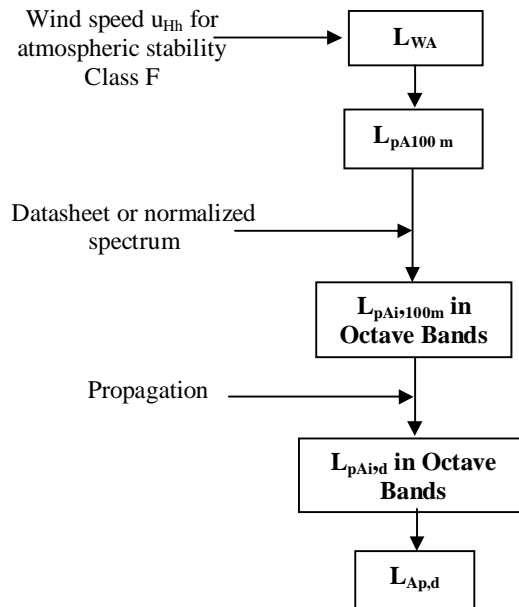 Wind speed u_Hh for
atmospheric stability
Class F
L_WA
L_pA100 m
Datasheet or normalized
spectrum
L_pAi,100m in
Octave Bands
Propagation
L_pAi,d in Octave
Bands
L_Ap,d